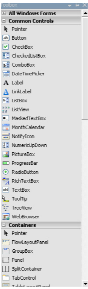 All Windows Forms
Common Controls
Pointer
Button
CheckBox
CheckedListBox
ComboBox
DateTimePicker
Label
LinkLabel
ListBox
ListView
MaskedTextBox
MonthCalendar
NotifyIcon
NumericUpDown
PictureBox
ProgressBar
RadioButton
RichTextBox
TextBox
ToolTip
TreeView
WebBrowser
Containers
Pointer
FlowLayoutPanel
GroupBox
Panel
SplitContainer
TabControl
TableLayoutPanel